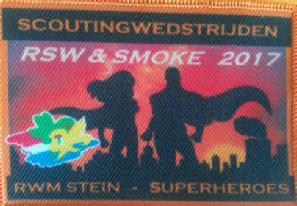 SCOUTINGWEDSTRIJDEN
RSW & SMOKE 2017
RWM STEIN - SUPERHEROES